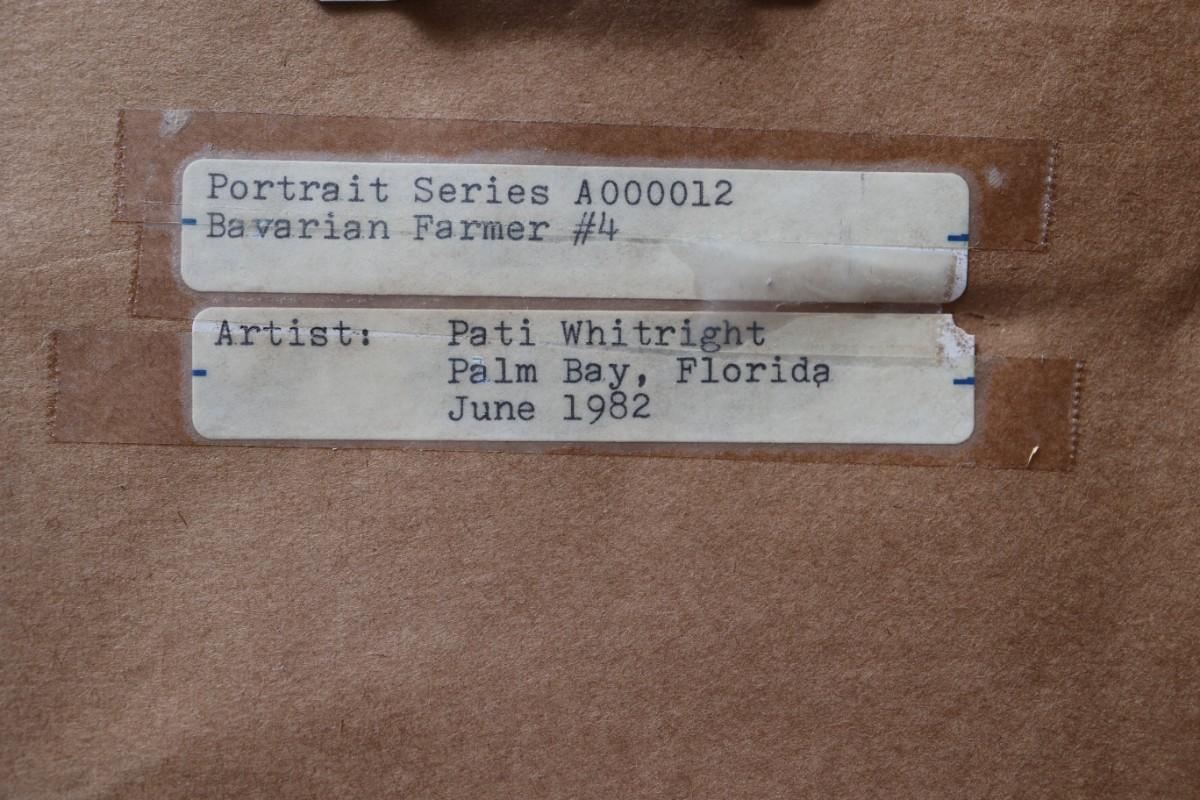 Portrait Series A000012
Bavarian Farmer #4
Artist: Pati Whitright
Palm Bay, Florida
June 1982